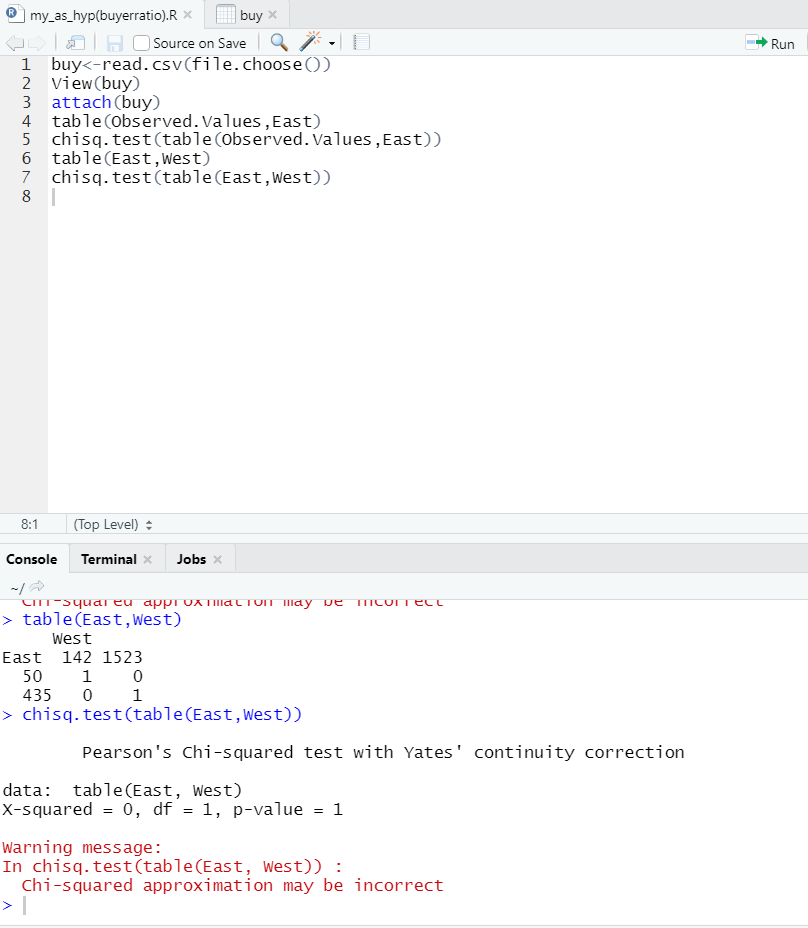 my_as_hyp(buyerratio).R
buy
Source on Save
Run
1 buy<-read.csv(file.choose())
2 View(buy)
3 attach(buy)
4 table(Observed.Values,East)
5 chisq.test(table(Observed.Values,East))
6 table(East,West)
7 chisq.test(table(East,West))
8
8:1 (Top Level)
Console Terminal Jobs
~/
Chi-squared approximation may be incorrect
> table(East,West)
West
East 142 1523
50 1 0
435 0 1
> chisq.test(table(East,West))
Pearson's Chi-squared test with Yates' continuity correction
data: table(East, West)
X-squared = 0, df = 1, p-value = 1
Warning message:
In chisq.test(table(East, West)) :
Chi-squared approximation may be incorrect
>